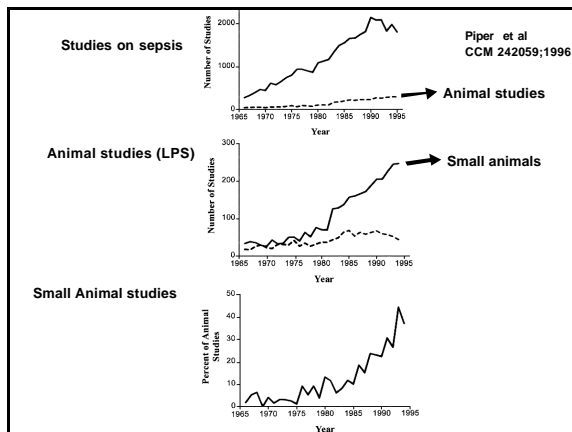 Studies on sepsis
Piper et al
CCM 242059;1996
Number of Studies
2000
1000
0
1965 1970 1975 1980 1985 1990 1995
Year
Animal studies
Animal studies (LPS)
Number of Studies
300
200
100
0
1965 1970 1975 1980 1985 1990 1995
Year
Small animals
Small Animal studies
Percent of Animal
Studies
50
40
30
20
10
0
1965 1970 1975 1980 1985 1990 1995
Year